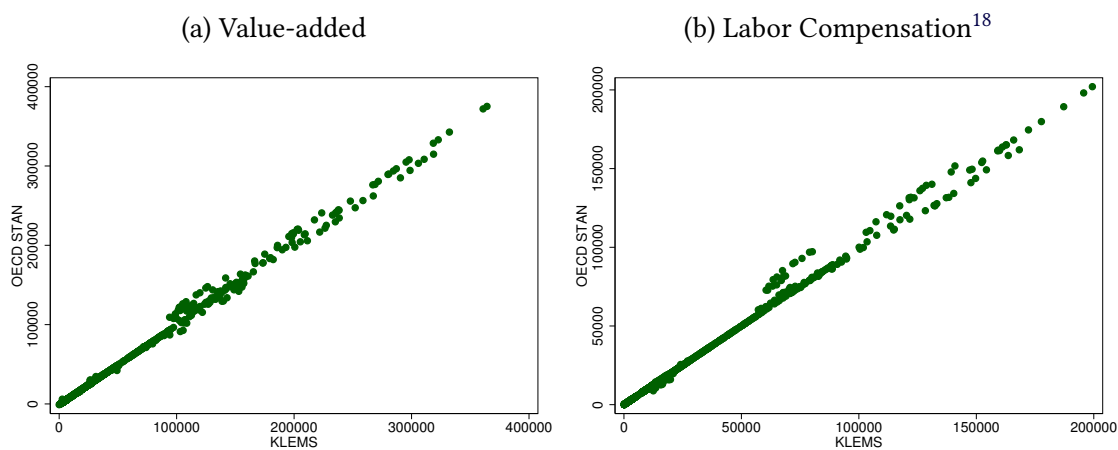 (a) Value-added
OECD STAN
400000
300000
200000
100000
0
0 100000 200000 300000 400000
KLEMS
(b) Labor Compensation18
OECD STAN
200000
150000
100000
50000
0
0 50000 100000 150000 200000
KLEMS